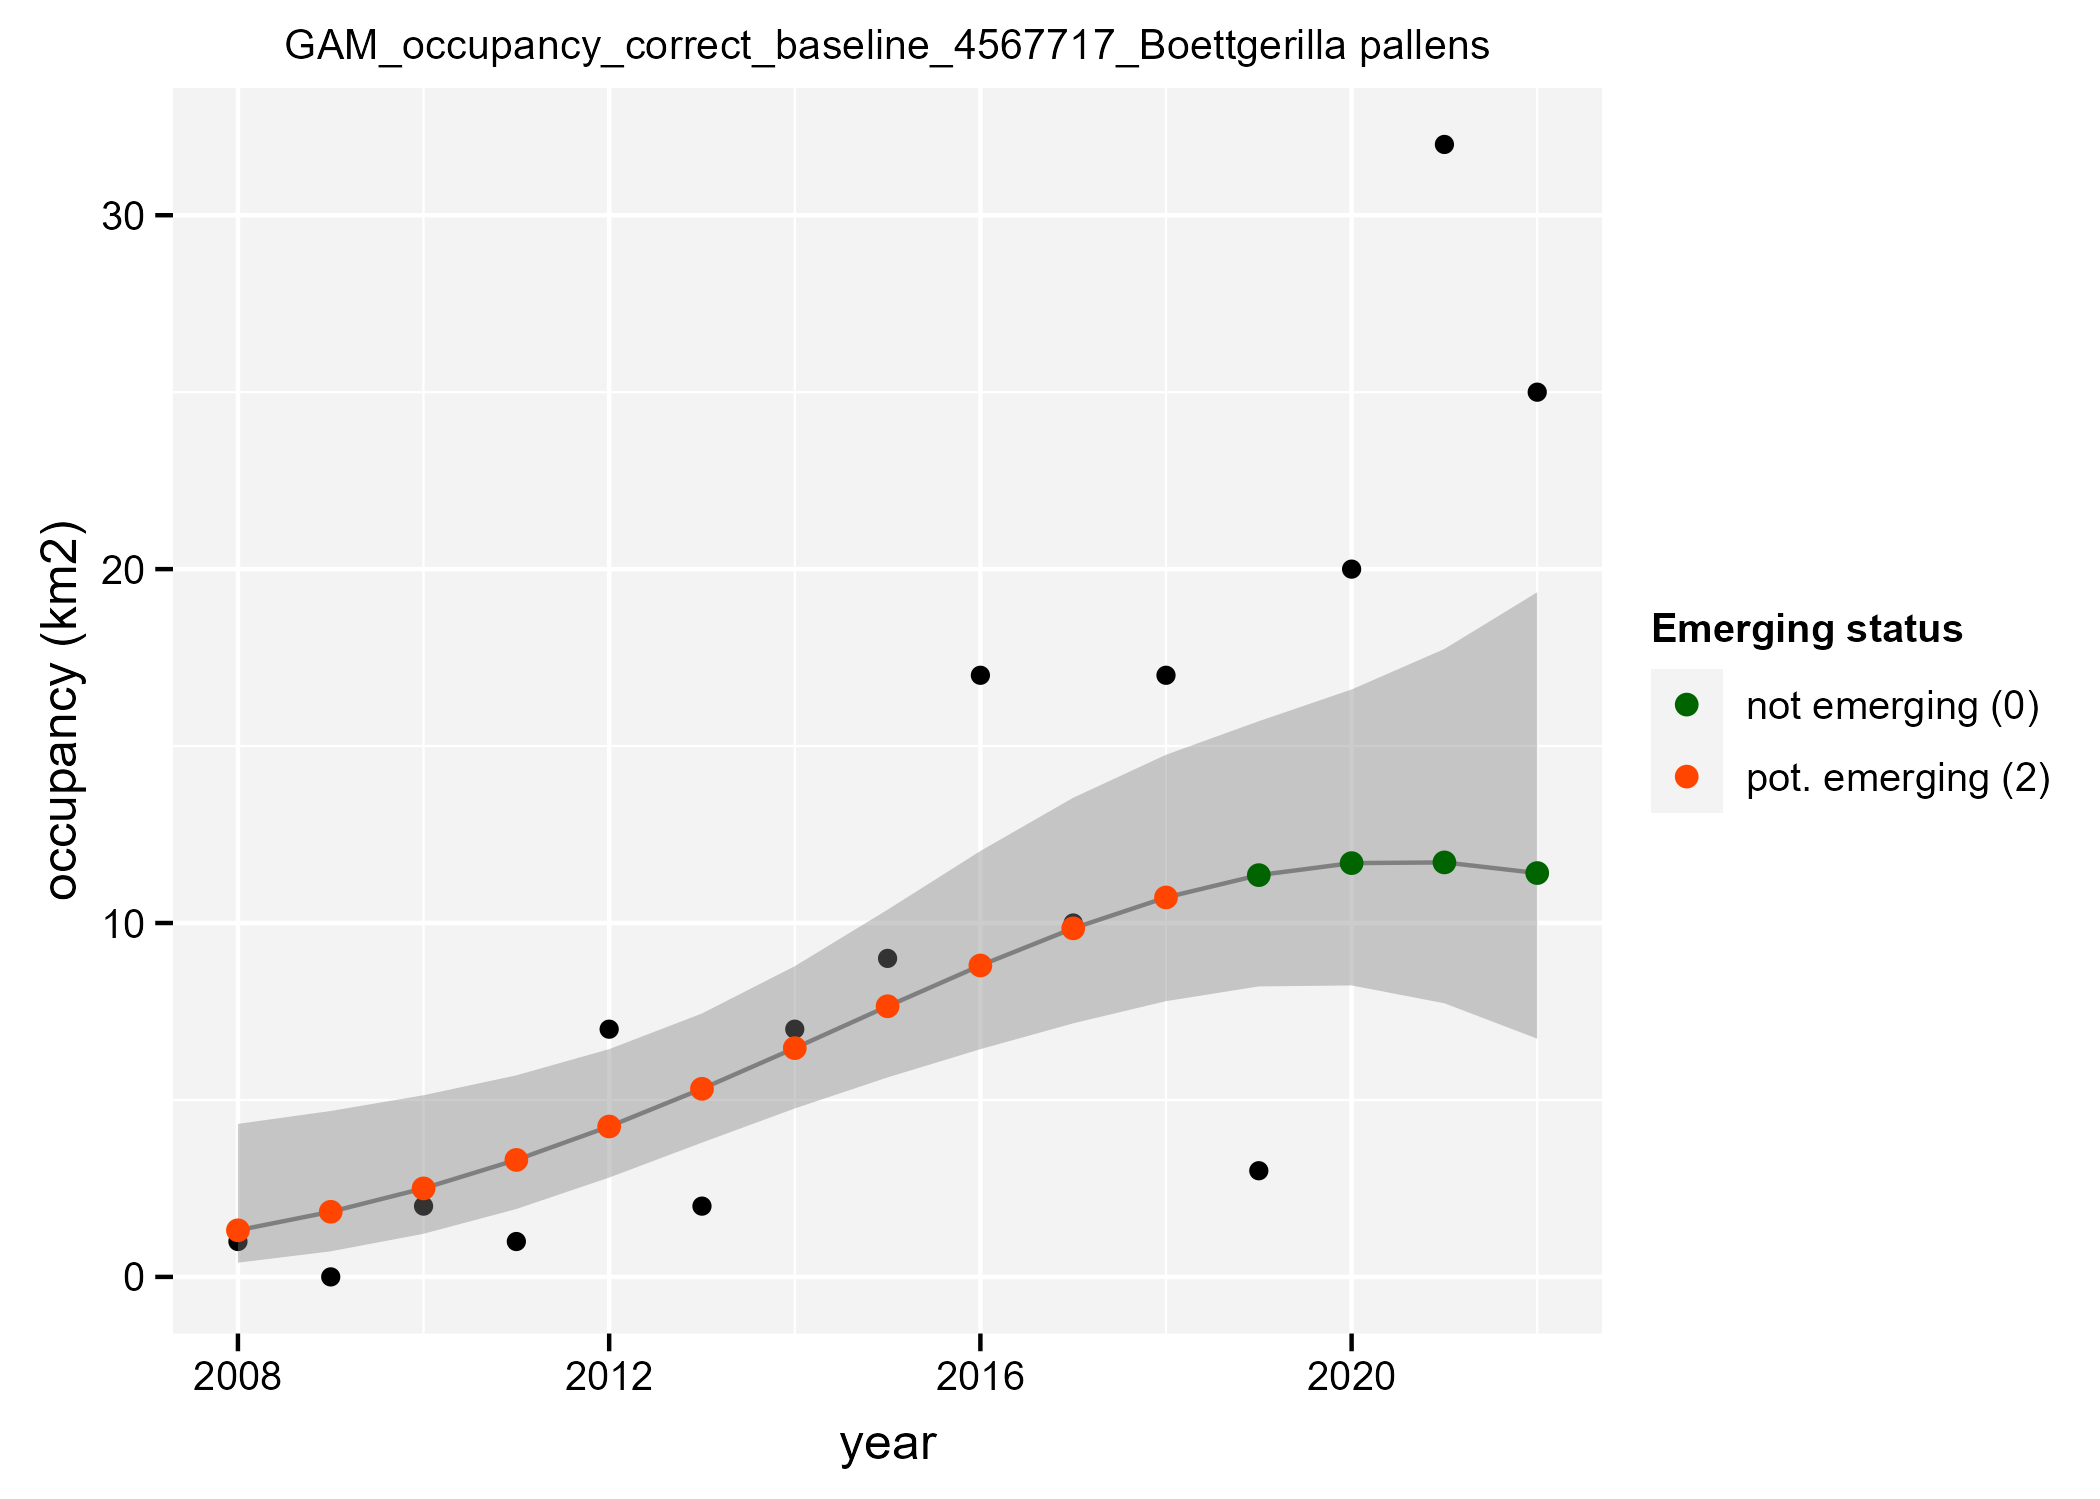 GAM_occupancy_correct_baseline_4567717_Boettgerilla pallens
30
20
10
0
occupancy (km2)
2008
2012
2016
2020
year
Emerging status
not emerging (0)
pot. emerging (2)